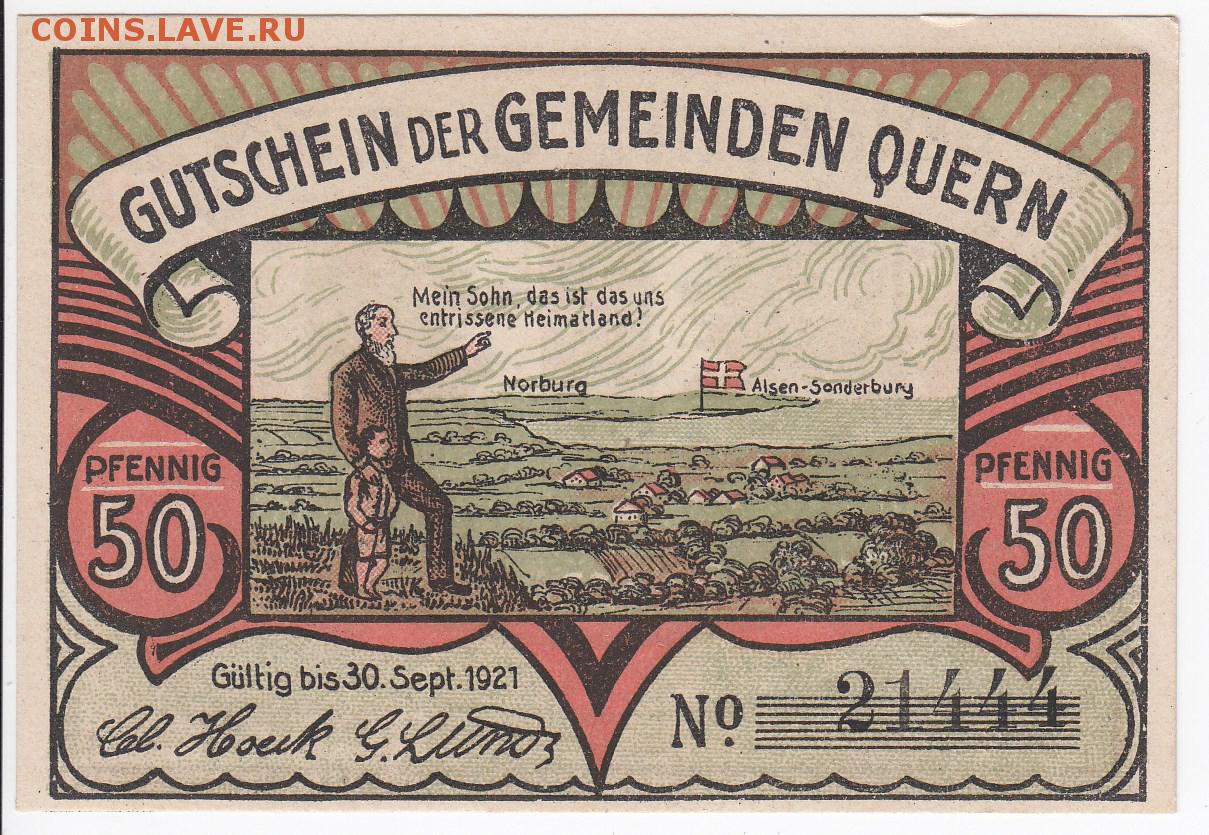 COINS.LAVE.RU
GUTSCHEIN DER GEMEINDEN QUERN
Mein Sohn, das ist das uns
entrissene Heimatland!
Norburg
Alsen-Sonderburg
PFENNIG
50
PFENNIG
50
Gültig bis 30. Sept. 1921
No. 21444